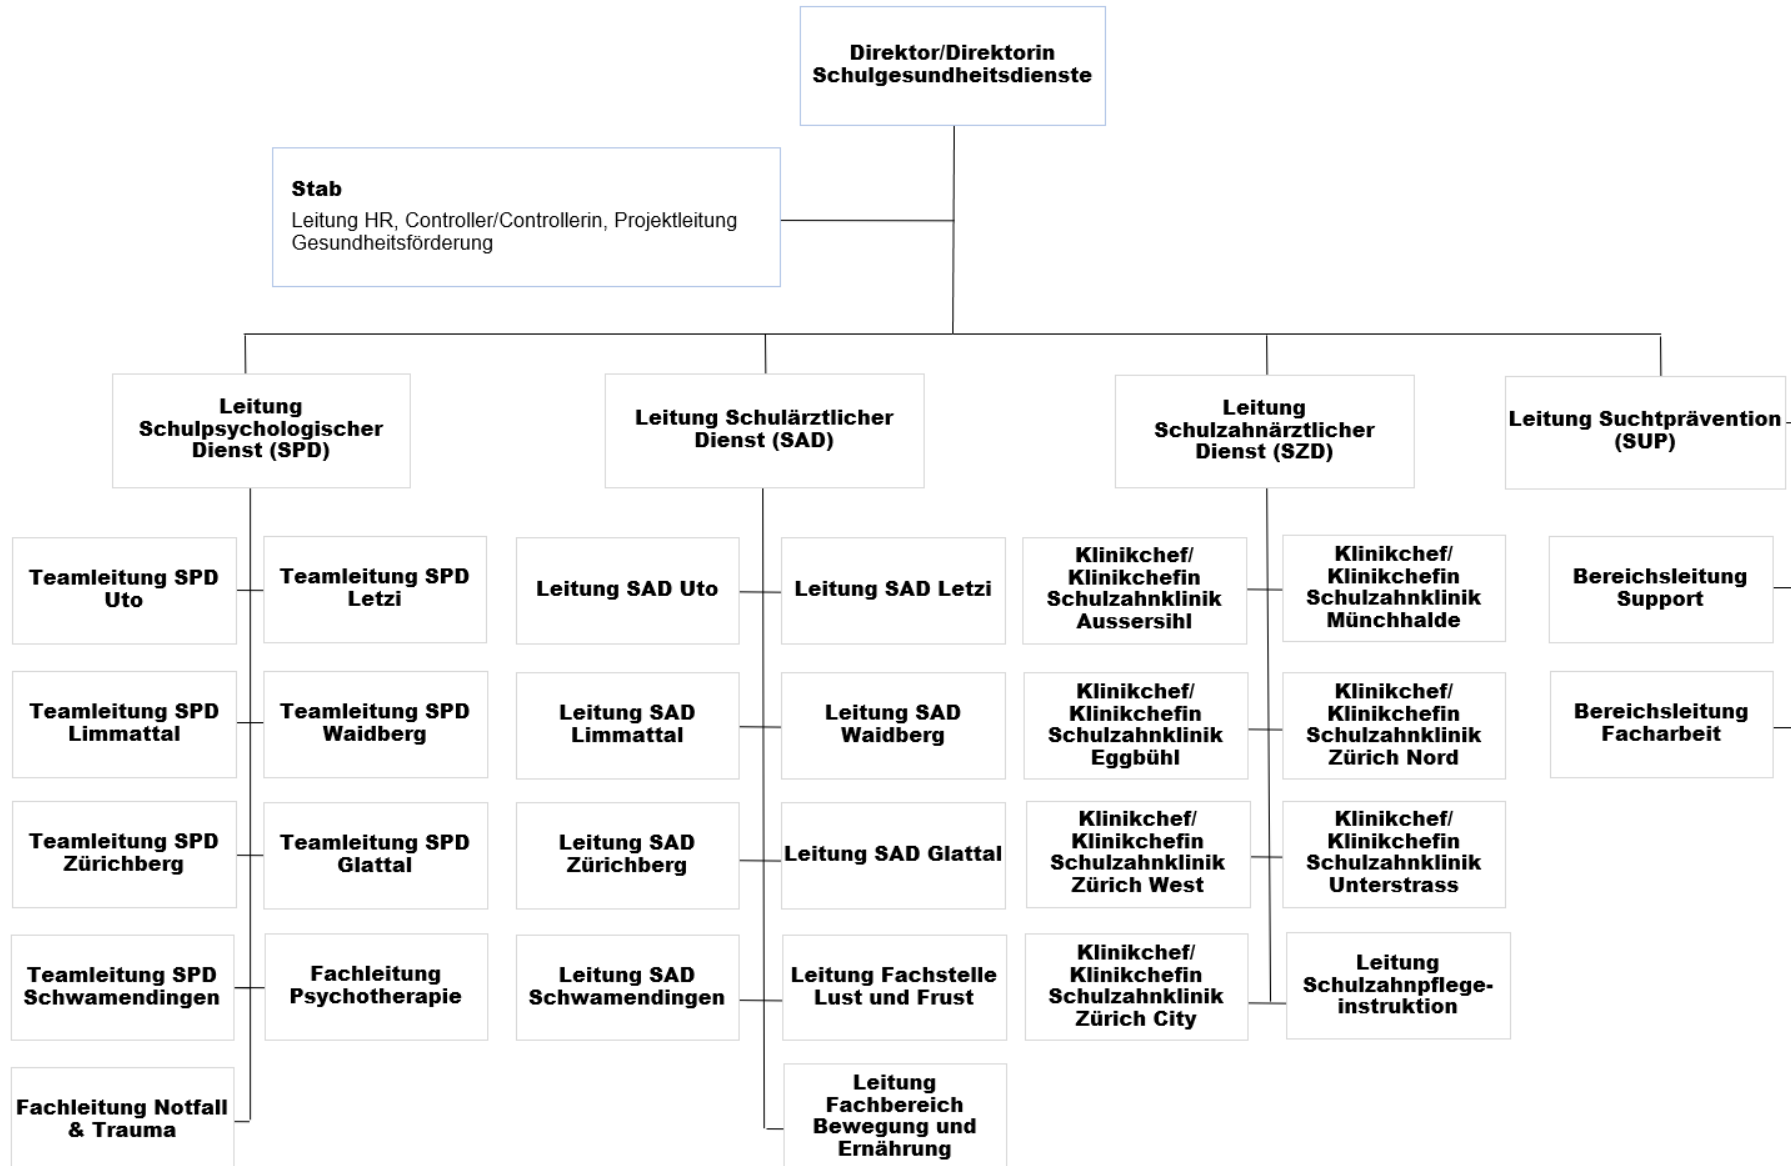 Direktor/Direktorin
Schulgesundheitsdienste
Stab
Leitung HR, Controller/Controllerin, Projektleitung
Gesundheitsförderung
Leitung
Schulpsychologischer
Dienst (SPD)
Leitung Schulärztlicher
Dienst (SAD)
Leitung
Schulzahnärztlicher
Dienst (SZD)
Leitung Suchtprävention
(SUP)
Teamleitung SPD
Uto
Teamleitung SPD
Letzi
Leitung SAD Uto
Leitung SAD Letzi
Klinikchef/
Klinikchefin
Schulzahnklinik
Aussersihl
Klinikchef/
Klinikchefin
Schulzahnklinik
Münchhalde
Bereichsleitung
Support
Teamleitung SPD
Limmattal
Teamleitung SPD
Waidberg
Leitung SAD
Limmattal
Leitung SAD
Waidberg
Klinikchef/
Klinikchefin
Schulzahnklinik
Eggbühl
Klinikchef/
Klinikchefin
Schulzahnklinik
Zürich Nord
Bereichsleitung
Facharbeit
Teamleitung SPD
Zürichberg
Teamleitung SPD
Glattal
Leitung SAD
Zürichberg
Leitung SAD Glattal
Klinikchef/
Klinikchefin
Schulzahnklinik
Zürich West
Klinikchef/
Klinikchefin
Schulzahnklinik
Unterstrass
Teamleitung SPD
Schwamendingen
Fachleitung
Psychotherapie
Leitung SAD
Schwamendingen
Leitung Fachstelle
Lust und Frust
Klinikchef/
Klinikchefin
Schulzahnklinik
Zürich City
Leitung
Schulzahnpflege-
instruktion
Fachleitung Notfall
& Trauma
Leitung
Fachbereich
Bewegung und
Ernährung